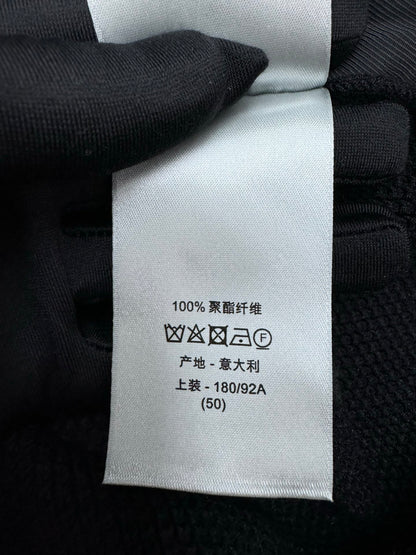 100% 聚酯纤维
产地 - 意大利
上装 - 180/92A
(50)